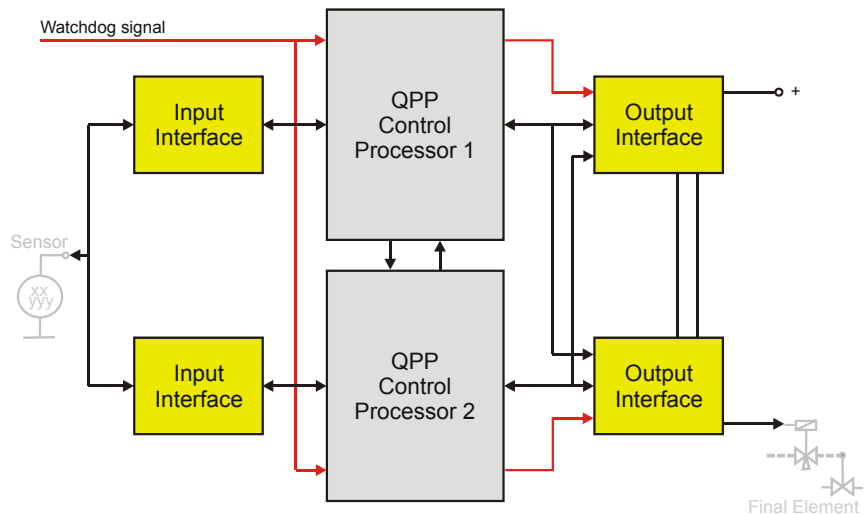 Watchdog signal
Input
Interface
QPP
Control
Processor 1
Output
Interface
+
Sensor
xx
yyy
Input
Interface
QPP
Control
Processor 2
Output
Interface
Final Element